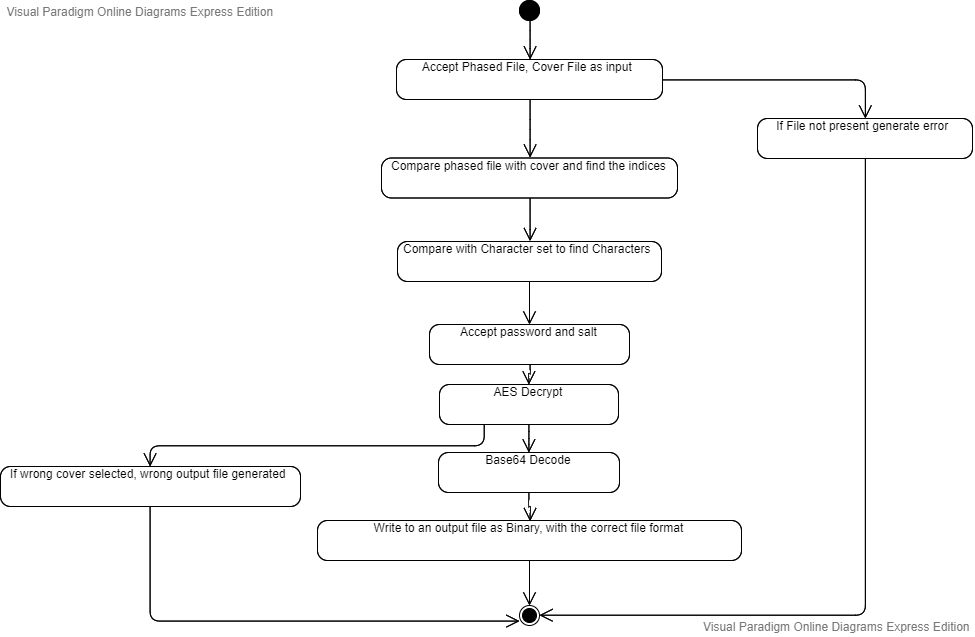 Visual Paradigm Online Diagrams Express Edition
Accept Phased File, Cover File as input
If File not present generate error
Compare phased file with cover and find the indices
Compare with Character set to find Characters
Accept password and salt
AES Decrypt
Base64 Decode
If wrong cover selected, wrong output file generated
Write to an output file as Binary, with the correct file format
Visual Paradigm Online Diagrams Express Edition